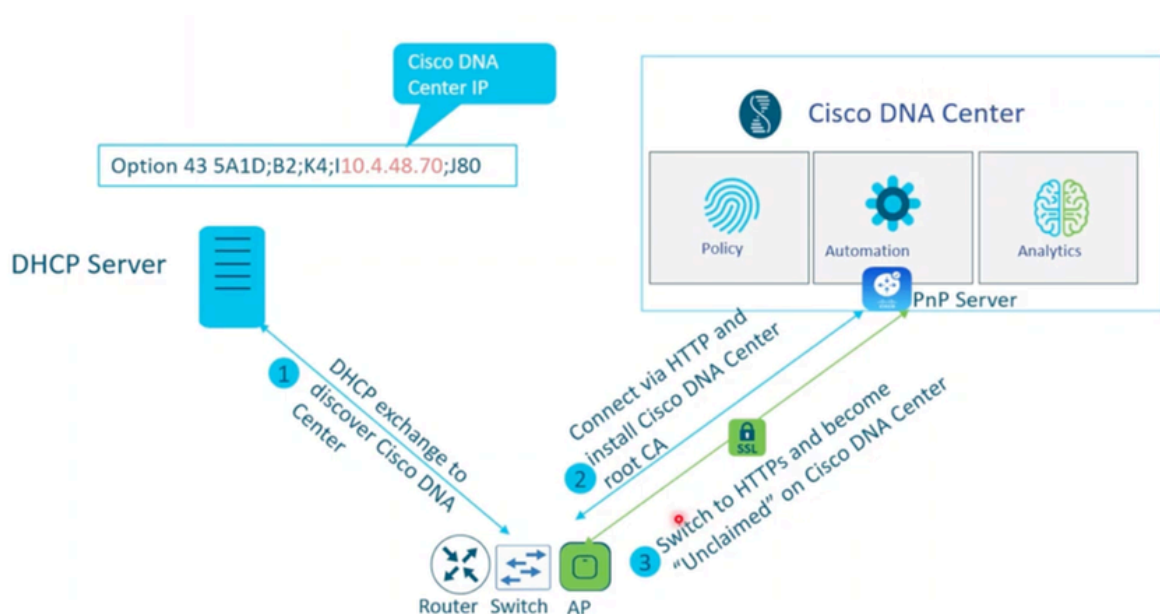 Cisco DNA
Center IP
Option 43 5A1D;B2;K4;I10.4.48.70;J80
DHCP Server
Cisco DNA Center
Policy
Automation
Analytics
PnP Server
1
DHCP exchange to
discover Cisco DNA
Center
2
Connect via HTTP and
install Cisco DNA Center
root CA
SSL
3
Switch to HTTPs and become
“Unclaimed” on Cisco DNA Center
Router
Switch
AP